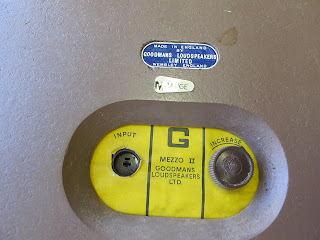 MADE IN ENGLAND
BY
GOODMANS LOUDSPEAKERS
LIMITED
WEMBLEY ENGLAND
INPUT
G
INCREASE
MEZZO II
GOODMANS
LOUDSPEAKERS
LTD.